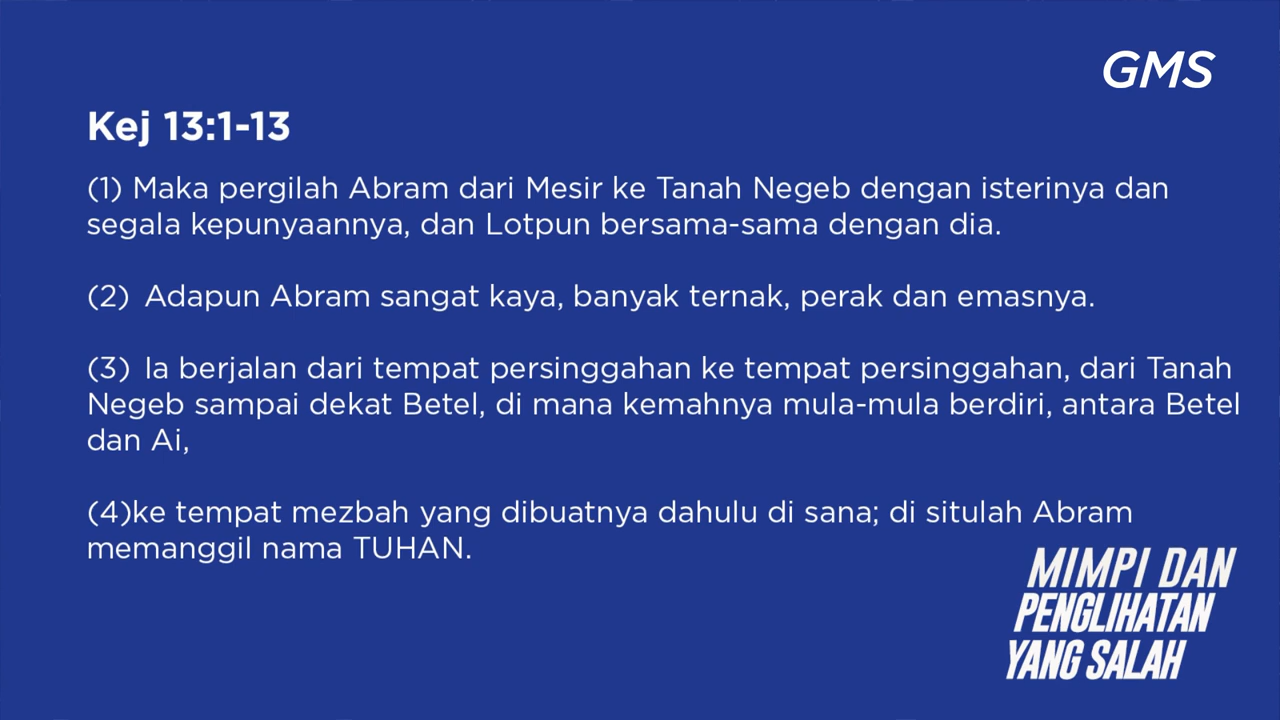 GMS
Kej 13:1-13
(1) Maka pergilah Abram dari Mesir ke Tanah Negeb dengan isterinya dan
segala kepunyaannya, dan Lotpun bersama-sama dengan dia.
(2) Adapun Abram sangat kaya, banyak ternak, perak dan emasnya.
(3) Ia berjalan dari tempat persinggahan ke tempat persinggahan, dari Tanah
Negeb sampai dekat Betel, di mana kemahnya mula-mula berdiri, antara Betel
dan Ai,
(4)ke tempat mezbah yang dibuatnya dahulu di sana; di situlah Abram
memanggil nama TUHAN.
MIMPI DAN
PENGLIHATAN
YANG SALAH